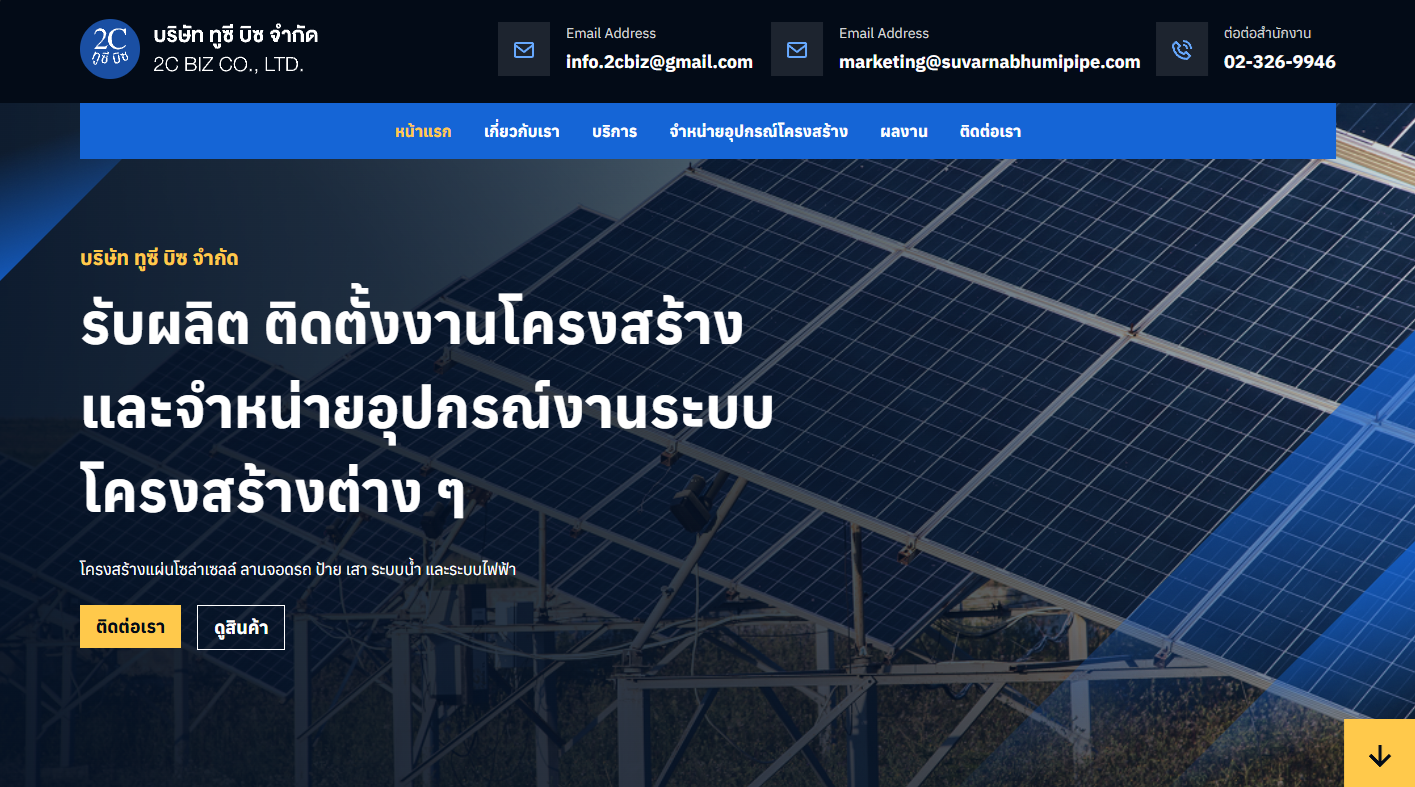 2C
ทูซี บิซ
บริษัท ทูซี บิซ จำกัด
2C BIZ CO., LTD.
Email Address
info.2cbiz@gmail.com
Email Address
marketing@suvarnabhumipipe.com
ต่อต่อสำนักงาน
02-326-9946
หน้าแรก เกี่ยวกับเรา บริการ จำหน่ายอุปกรณ์โครงสร้าง ผลงาน ติดต่อเรา
บริษัท ทูซี บิซ จำกัด
รับผลิต ติดตั้งงานโครงสร้าง
และจำหน่ายอุปกรณ์งานระบบ
โครงสร้างต่าง ๆ
โครงสร้างแผ่นโซล่าเซลล์ ลานจอดรถ ป้าย เสา ระบบน้ำ และระบบไฟฟ้า
ติดต่อเรา ดูสินค้า